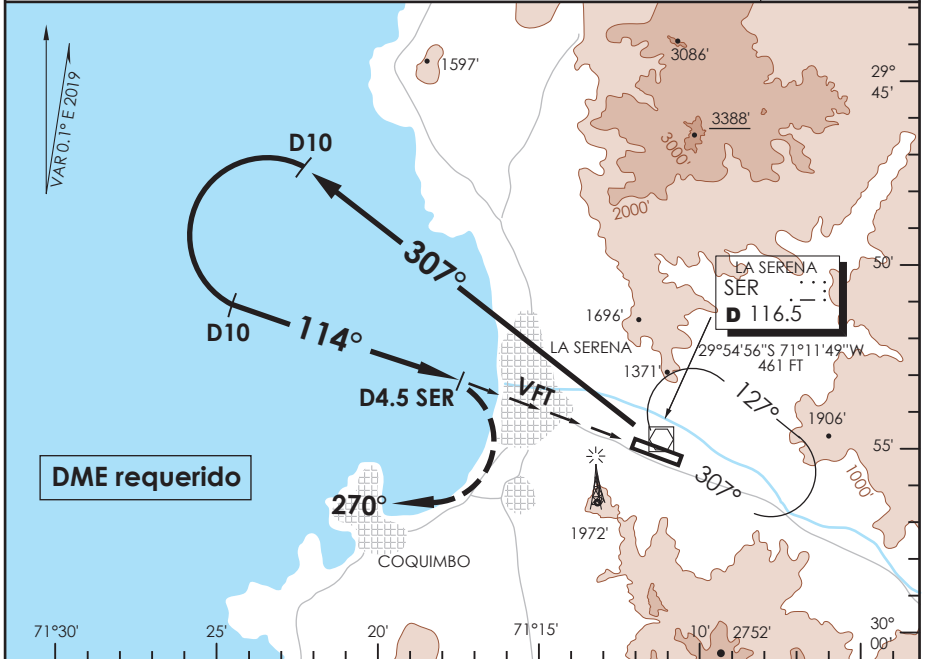 VAR 0.1° E 2019
1597'
3086'
29°
45'
3388'
3000'
2000'
D10
307°
50'
LA SERENA
SER
D 116.5
29°54'56"S 71°11'49"W
461 FT
1696'
LA SERENA
1371'
D10
114°
D4.5 SER
VFT
127°
1906'
55'
307°
1000'
DME requerido
270°
1972'
COQUIMBO
71°30'
25'
20'
71°15'
10'
2752'
30°
00'